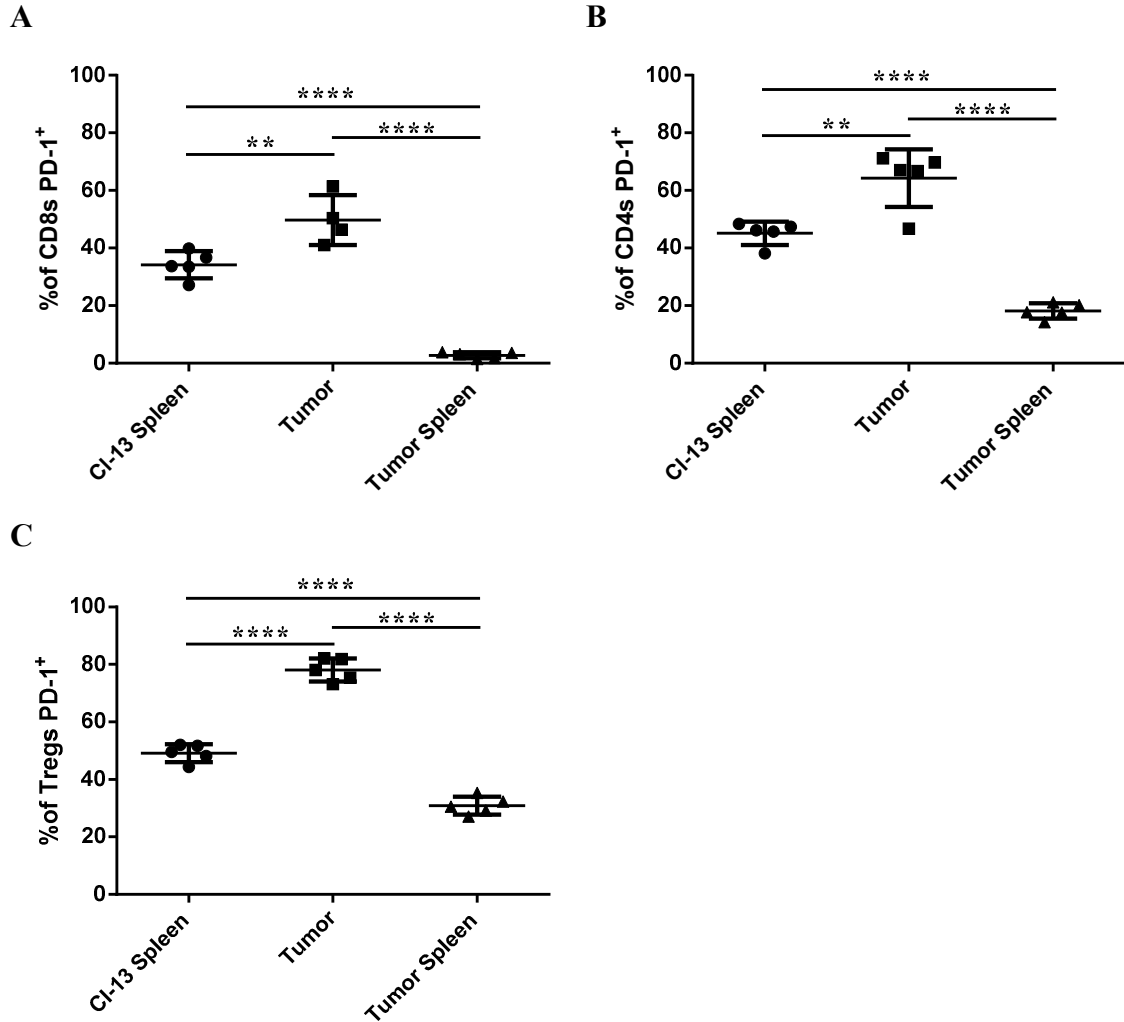 A
%of CD8s PD-1+
100
80
60
40
20
0
****
**
****
Cl-13 Spleen
Tumor
Tumor Spleen
B
%of CD4s PD-1+
100
80
60
40
20
0
****
**
****
Cl-13 Spleen
Tumor
Tumor Spleen
C
%of Tregs PD-1+
100
80
60
40
20
0
****
****
****
Cl-13 Spleen
Tumor
Tumor Spleen